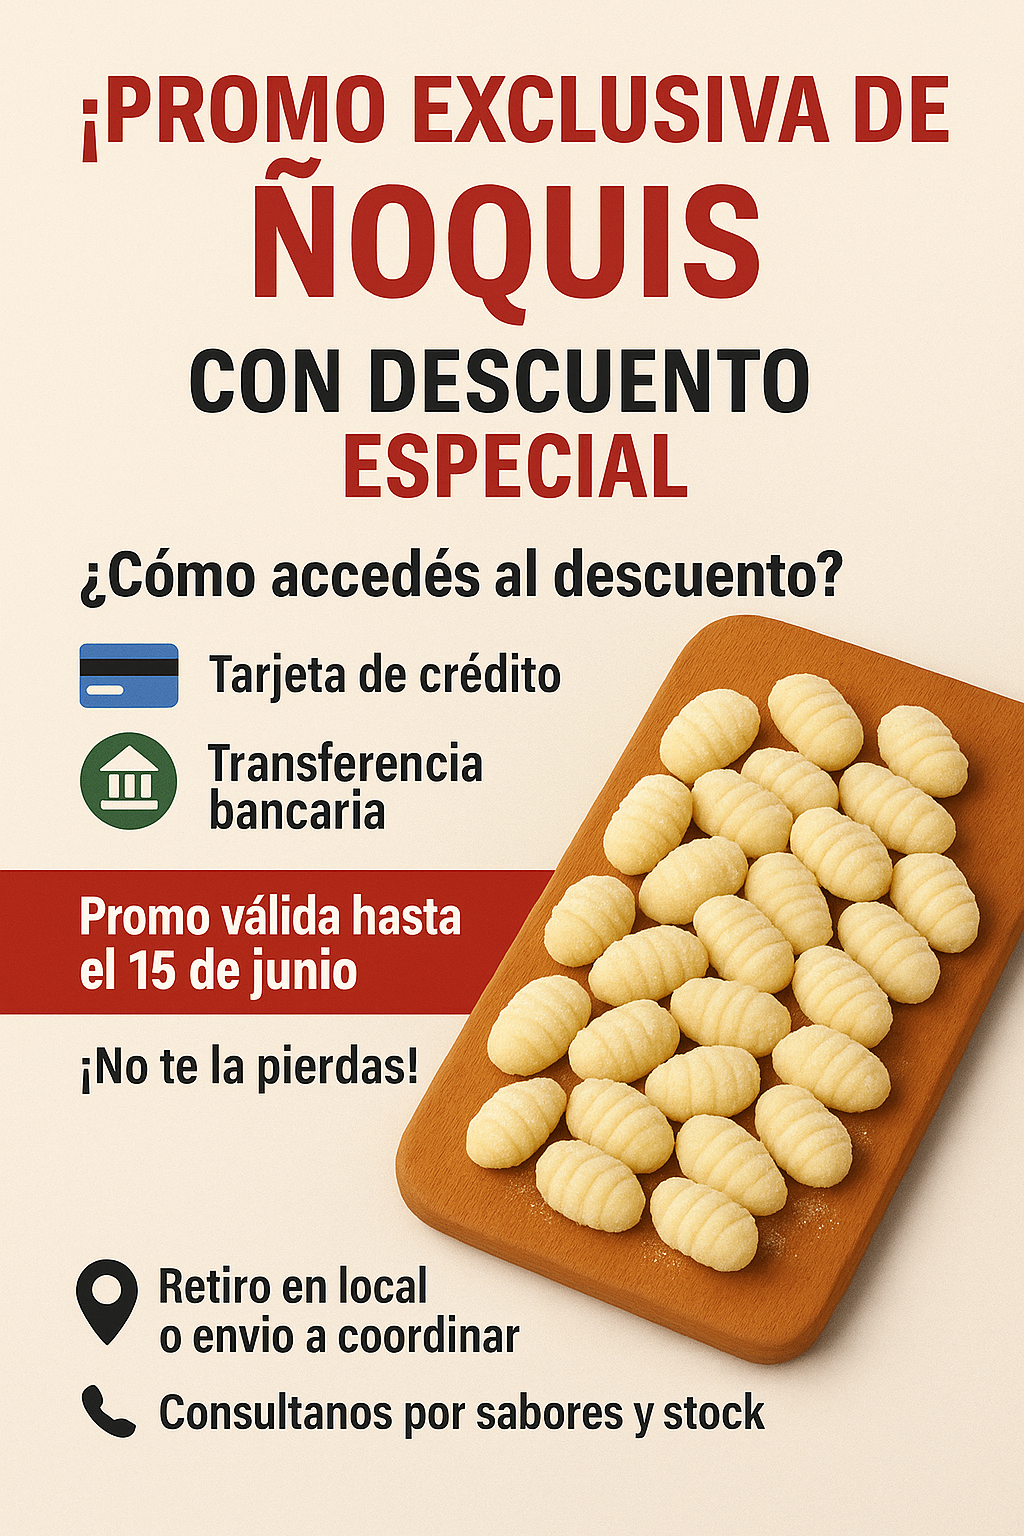 ¡PROMO EXCLUSIVA DE
ÑOQUIS
CON DESCUENTO
ESPECIAL
¿Cómo accedés al descuento?
Tarjeta de crédito
Transferencia
bancaria
Promo válida hasta
el 15 de junio
¡No te la pierdas!
Retiro en local
o envio a coordinar
Consultanos por sabores y stock